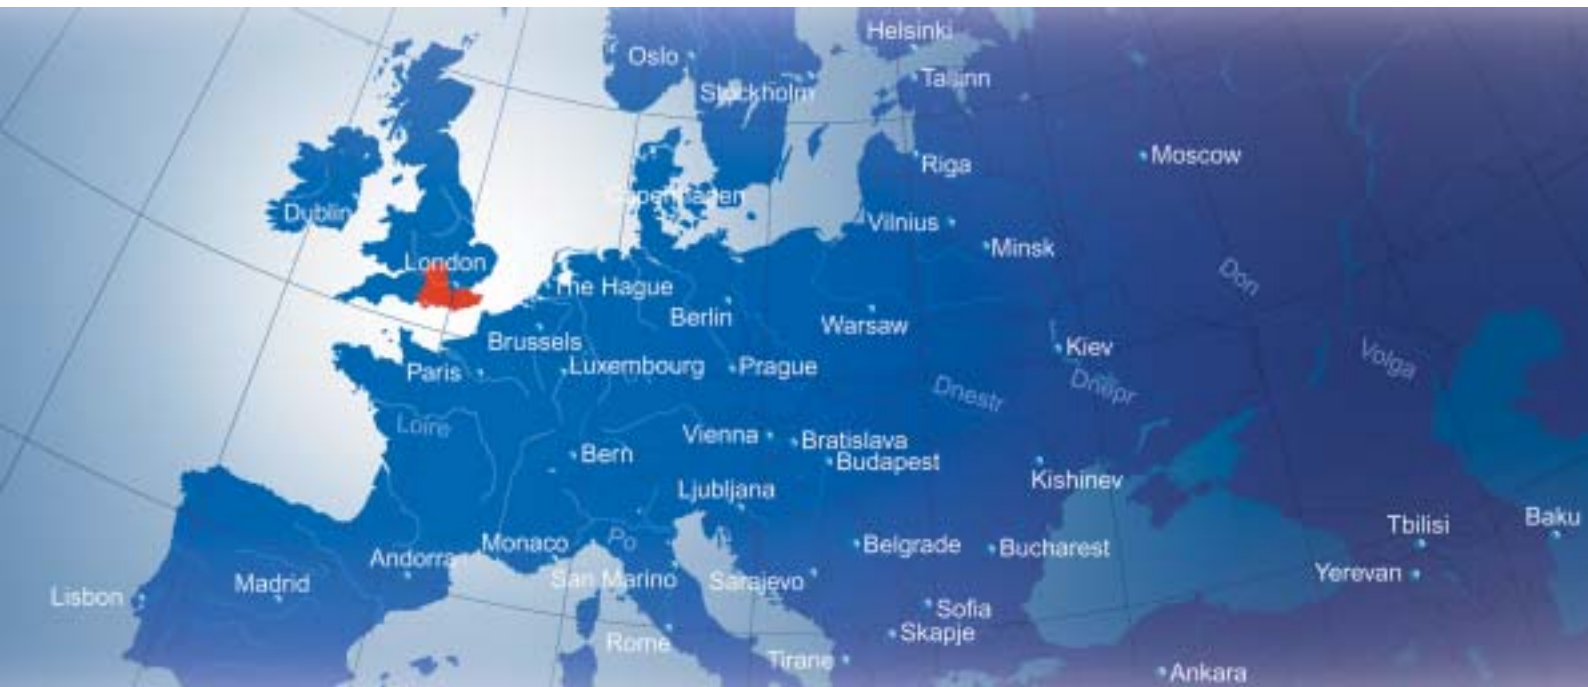 Helsinki
Oslo
Tallinn
Stockholm
Moscow
Riga
Copenhagen
Dublin
Vilnius
Minsk
London
Don
The Hague
Berlin
Warsaw
Brussels
Kiev
Volga
Paris
Luxembourg
Prague
Dnestr
Dnipr
Loire
Vienna
Bratislava
Bern
Budapest
Kishinev
Ljubljana
Baku
Tbilisi
Po
Monaco
Belgrade
Bucharest
Andorra
Yerevan
San Marino
Sarajevo
Madrid
Lisbon
Sofia
Skapje
Rome
Tirane
Ankara